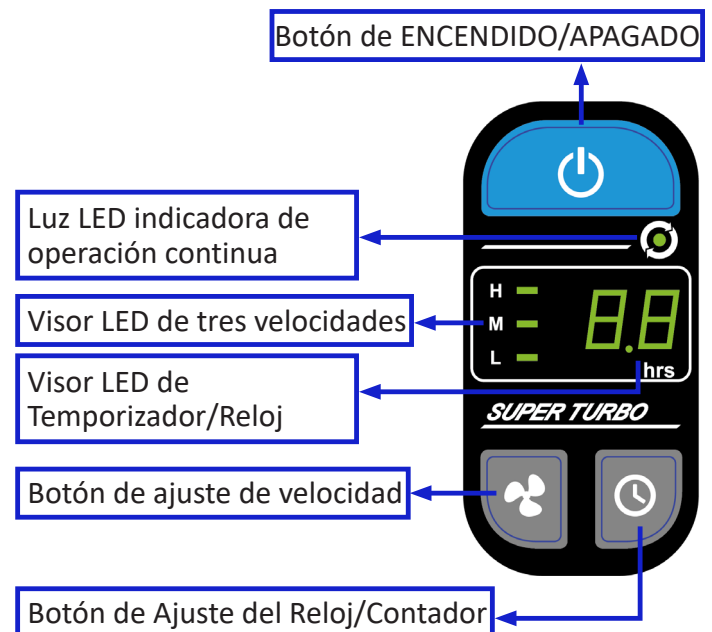 Botón de ENCENDIDO/APAGADO
Luz LED indicadora de
operación continua
H
Visor LED de tres velocidades
M
8.8
L
hrs
Visor LED de
Temporizador/Reloj
SUPER TURBO
Botón de ajuste de velocidad
Botón de Ajuste del Reloj/Contador